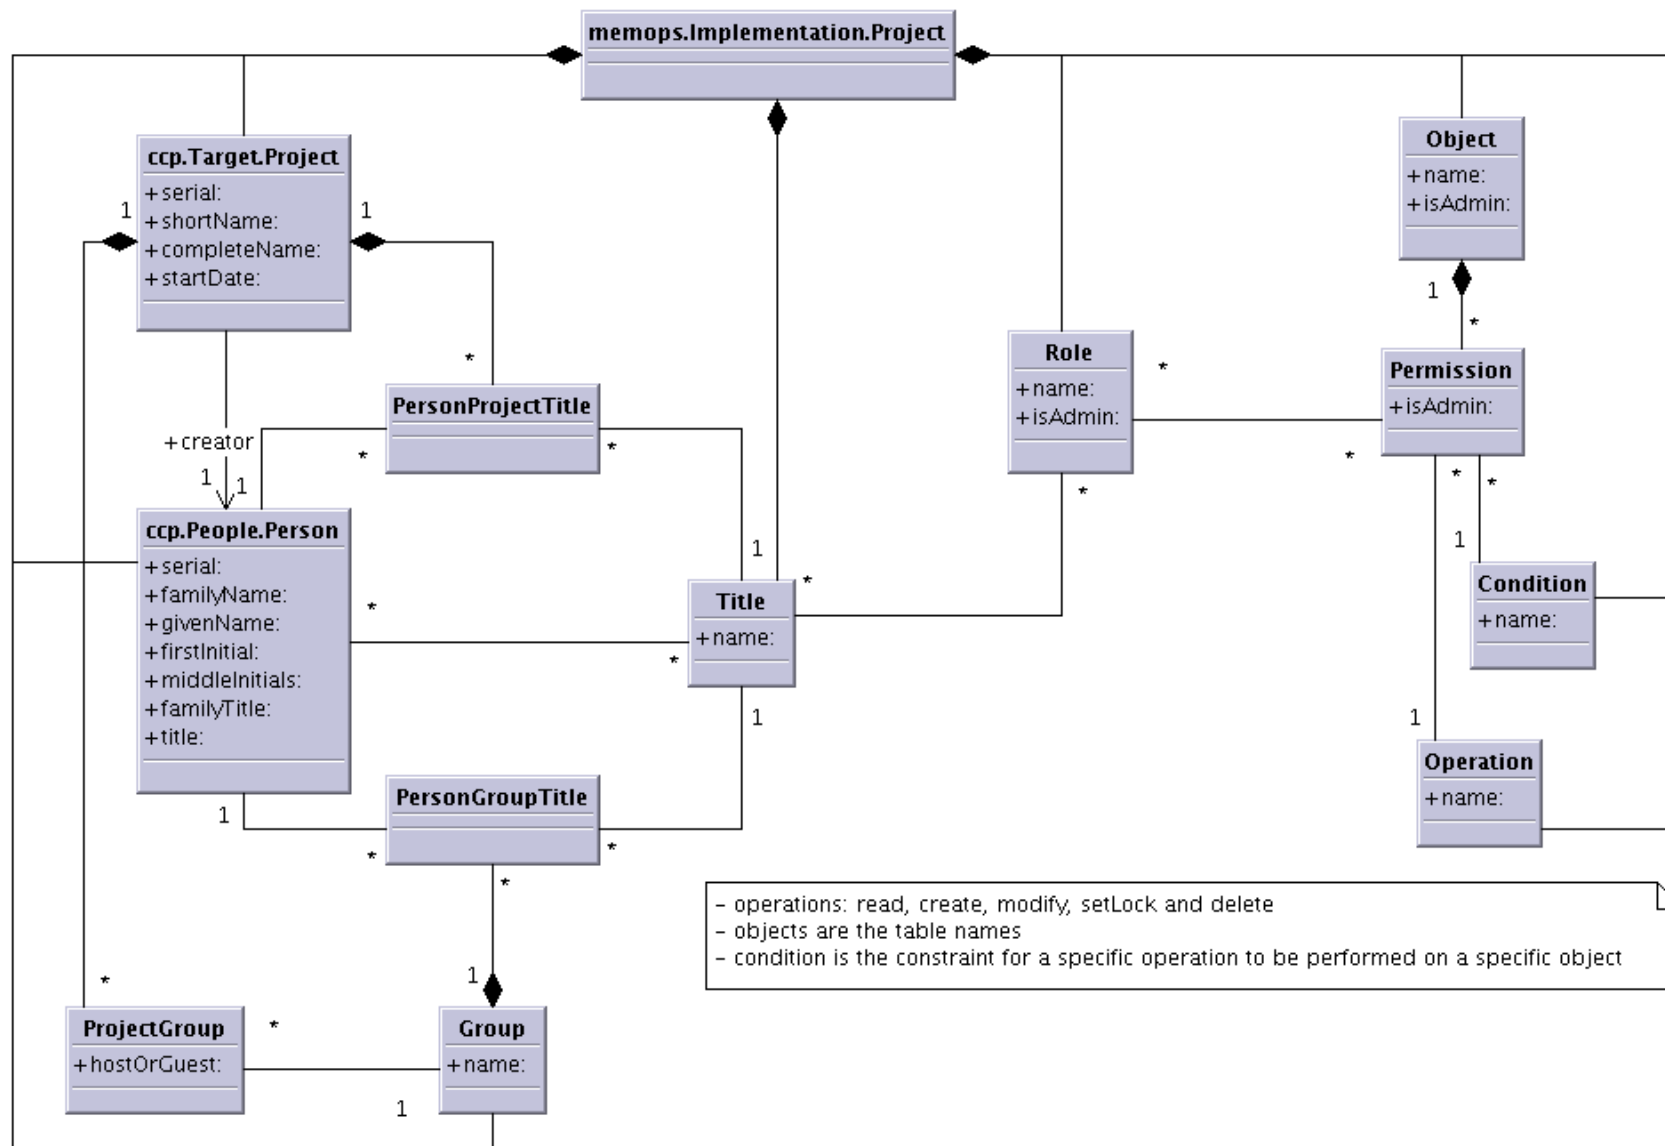 memops.Implementation.Project
ccp.Target.Project
+serial:
+shortName:
+completeName:
+startDate:
1
1
Object
+name:
+isAdmin:
1
*
*
Role
+name:
+isAdmin:
*
*
*
Permission
+isAdmin:
*
*
PersonProjectTitle
*
*
+creator
1
1
ccp.People.Person
+serial:
+familyName:
+givenName:
+firstInitial:
+middleInitials:
+familyTitle:
+title:
*
*
1
1
Title
+name:
*
1
1
Condition
+name:
1
Operation
+name:
PersonGroupTitle
*
*
*
- operations: read, create, modify, setLock and delete
- objects are the table names
- condition is the constraint for a specific operation to be performed on a specific object
1
*
ProjectGroup
+hostOrGuest:
*
1
Group
+name: